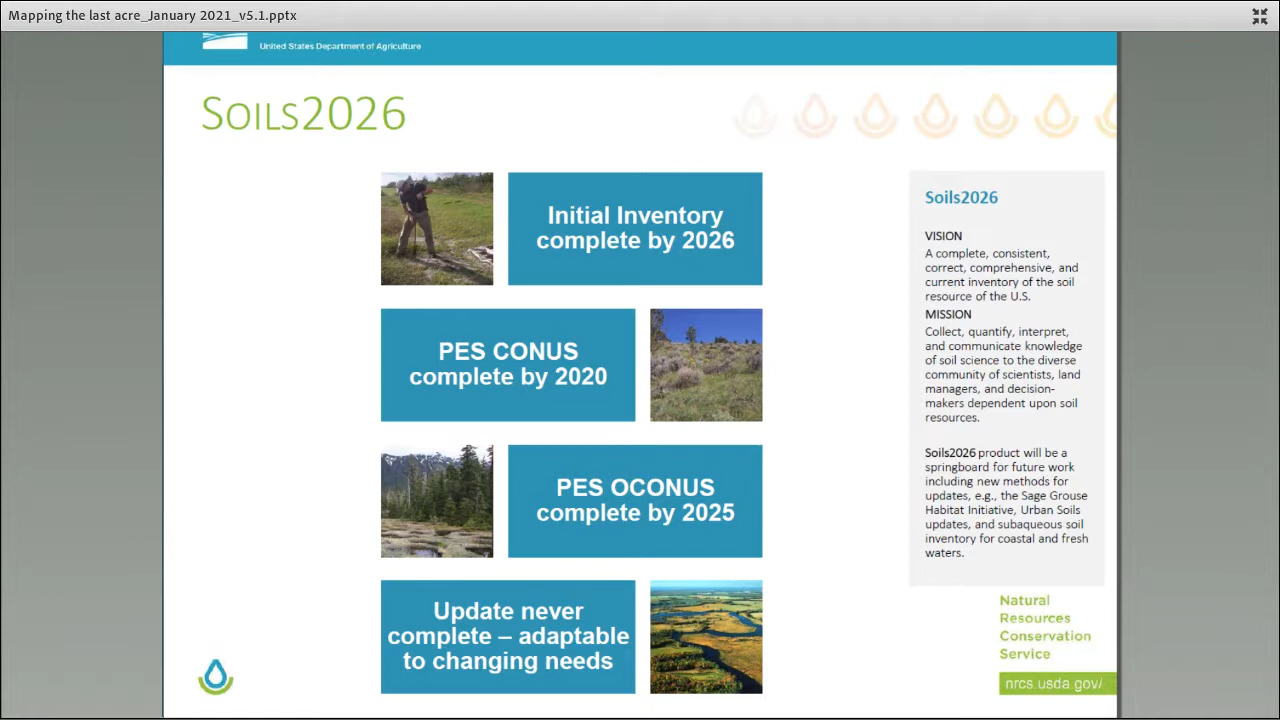 Mapping the last acre_January 2021_v5.1.pptx
United States Department of Agriculture
SOILS2026
Initial Inventory
complete by 2026
PES CONUS
complete by 2020
PES OCONUS
complete by 2025
Update never
complete – adaptable
to changing needs
Soils2026
VISION
A complete, consistent,
correct, comprehensive, and
current inventory of the soil
resource of the U.S.
MISSION
Collect, quantify, interpret,
and communicate knowledge
of soil science to the diverse
community of scientists, land
managers, and decision-
makers dependent upon soil
resources.
Soils2026 product will be a
springboard for future work
including new methods for
updates, e.g., the Sage Grouse
Habitat Initiative, Urban Soils
updates, and subaqueous soil
inventory for coastal and fresh
waters.
Natural
Resources
Conservation
Service
nrcs.usda.gov/